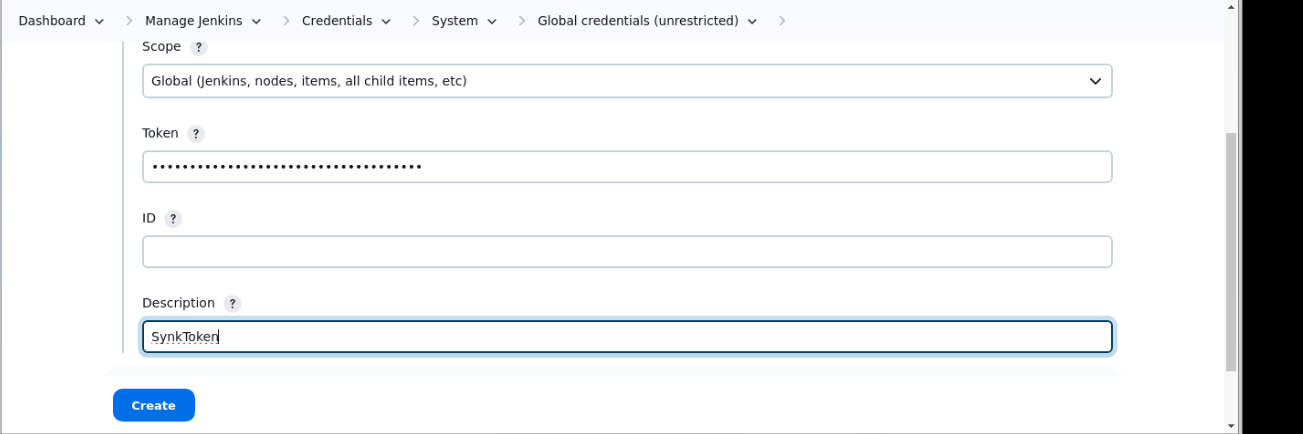 Dashboard Manage Jenkins Credentials System Global credentials (unrestricted)
Scope ?
Global (Jenkins, nodes, items, all child items, etc)
Token ?
••••••••••••••••••••••••••••••••••••
ID ?
Description ?
SynkToken
Create